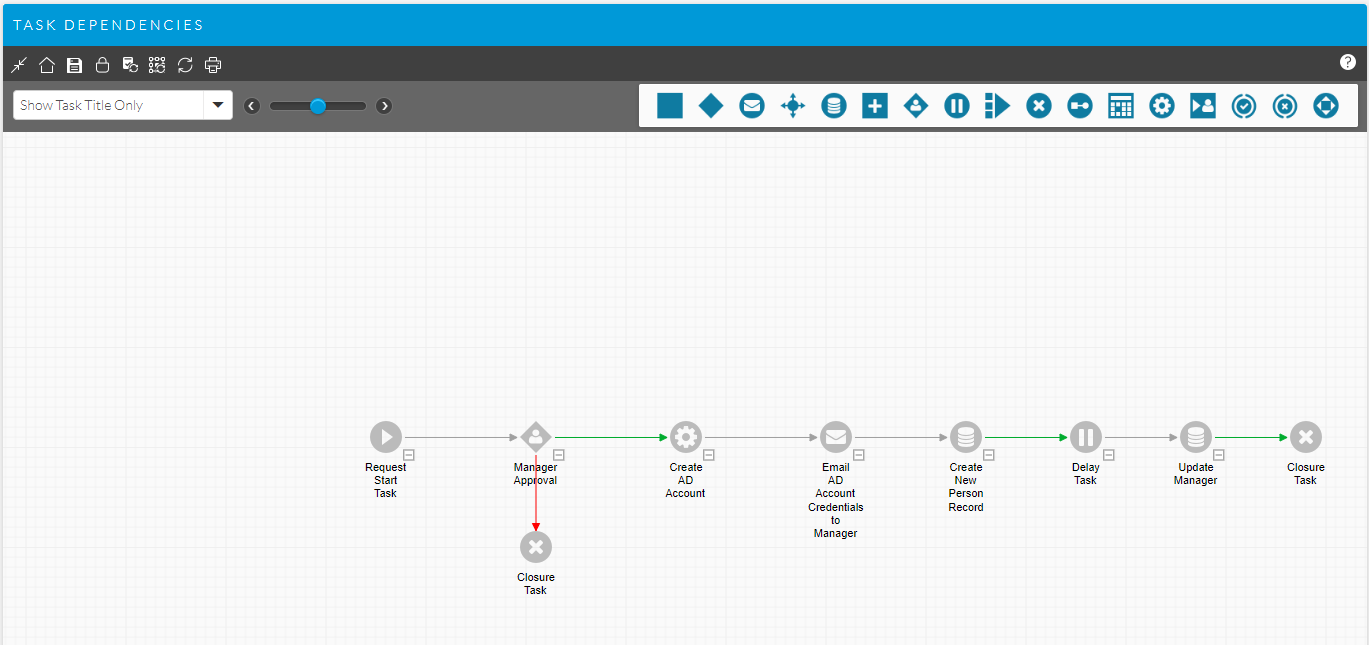 TASK DEPENDENCIES
?
Show Task Title Only
Request
Start
Task
Manager
Approval
Create
AD
Account
Email
AD
Account
Credentials
to
Manager
Create
New
Person
Record
Delay
Task
Update
Manager
Closure
Task
Closure
Task